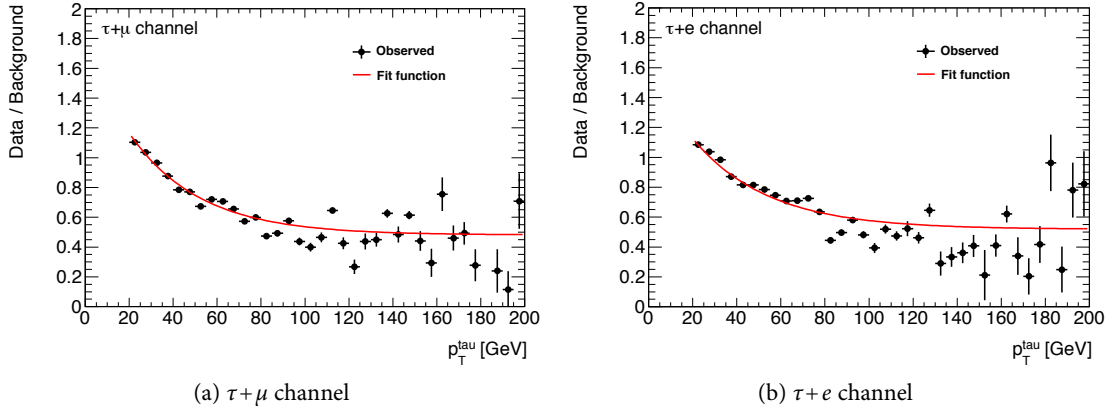 τ+μ channel
Observed
Fit function
Data / Background
2
1.8
1.6
1.4
1.2
1
0.8
0.6
0.4
0.2
0
0 20 40 60 80 100 120 140 160 180 200
p_T^tau [GeV]
(a) τ+μ channel
τ+e channel
Observed
Fit function
Data / Background
2
1.8
1.6
1.4
1.2
1
0.8
0.6
0.4
0.2
0
0 20 40 60 80 100 120 140 160 180 200
p_T^tau [GeV]
(b) τ+e channel